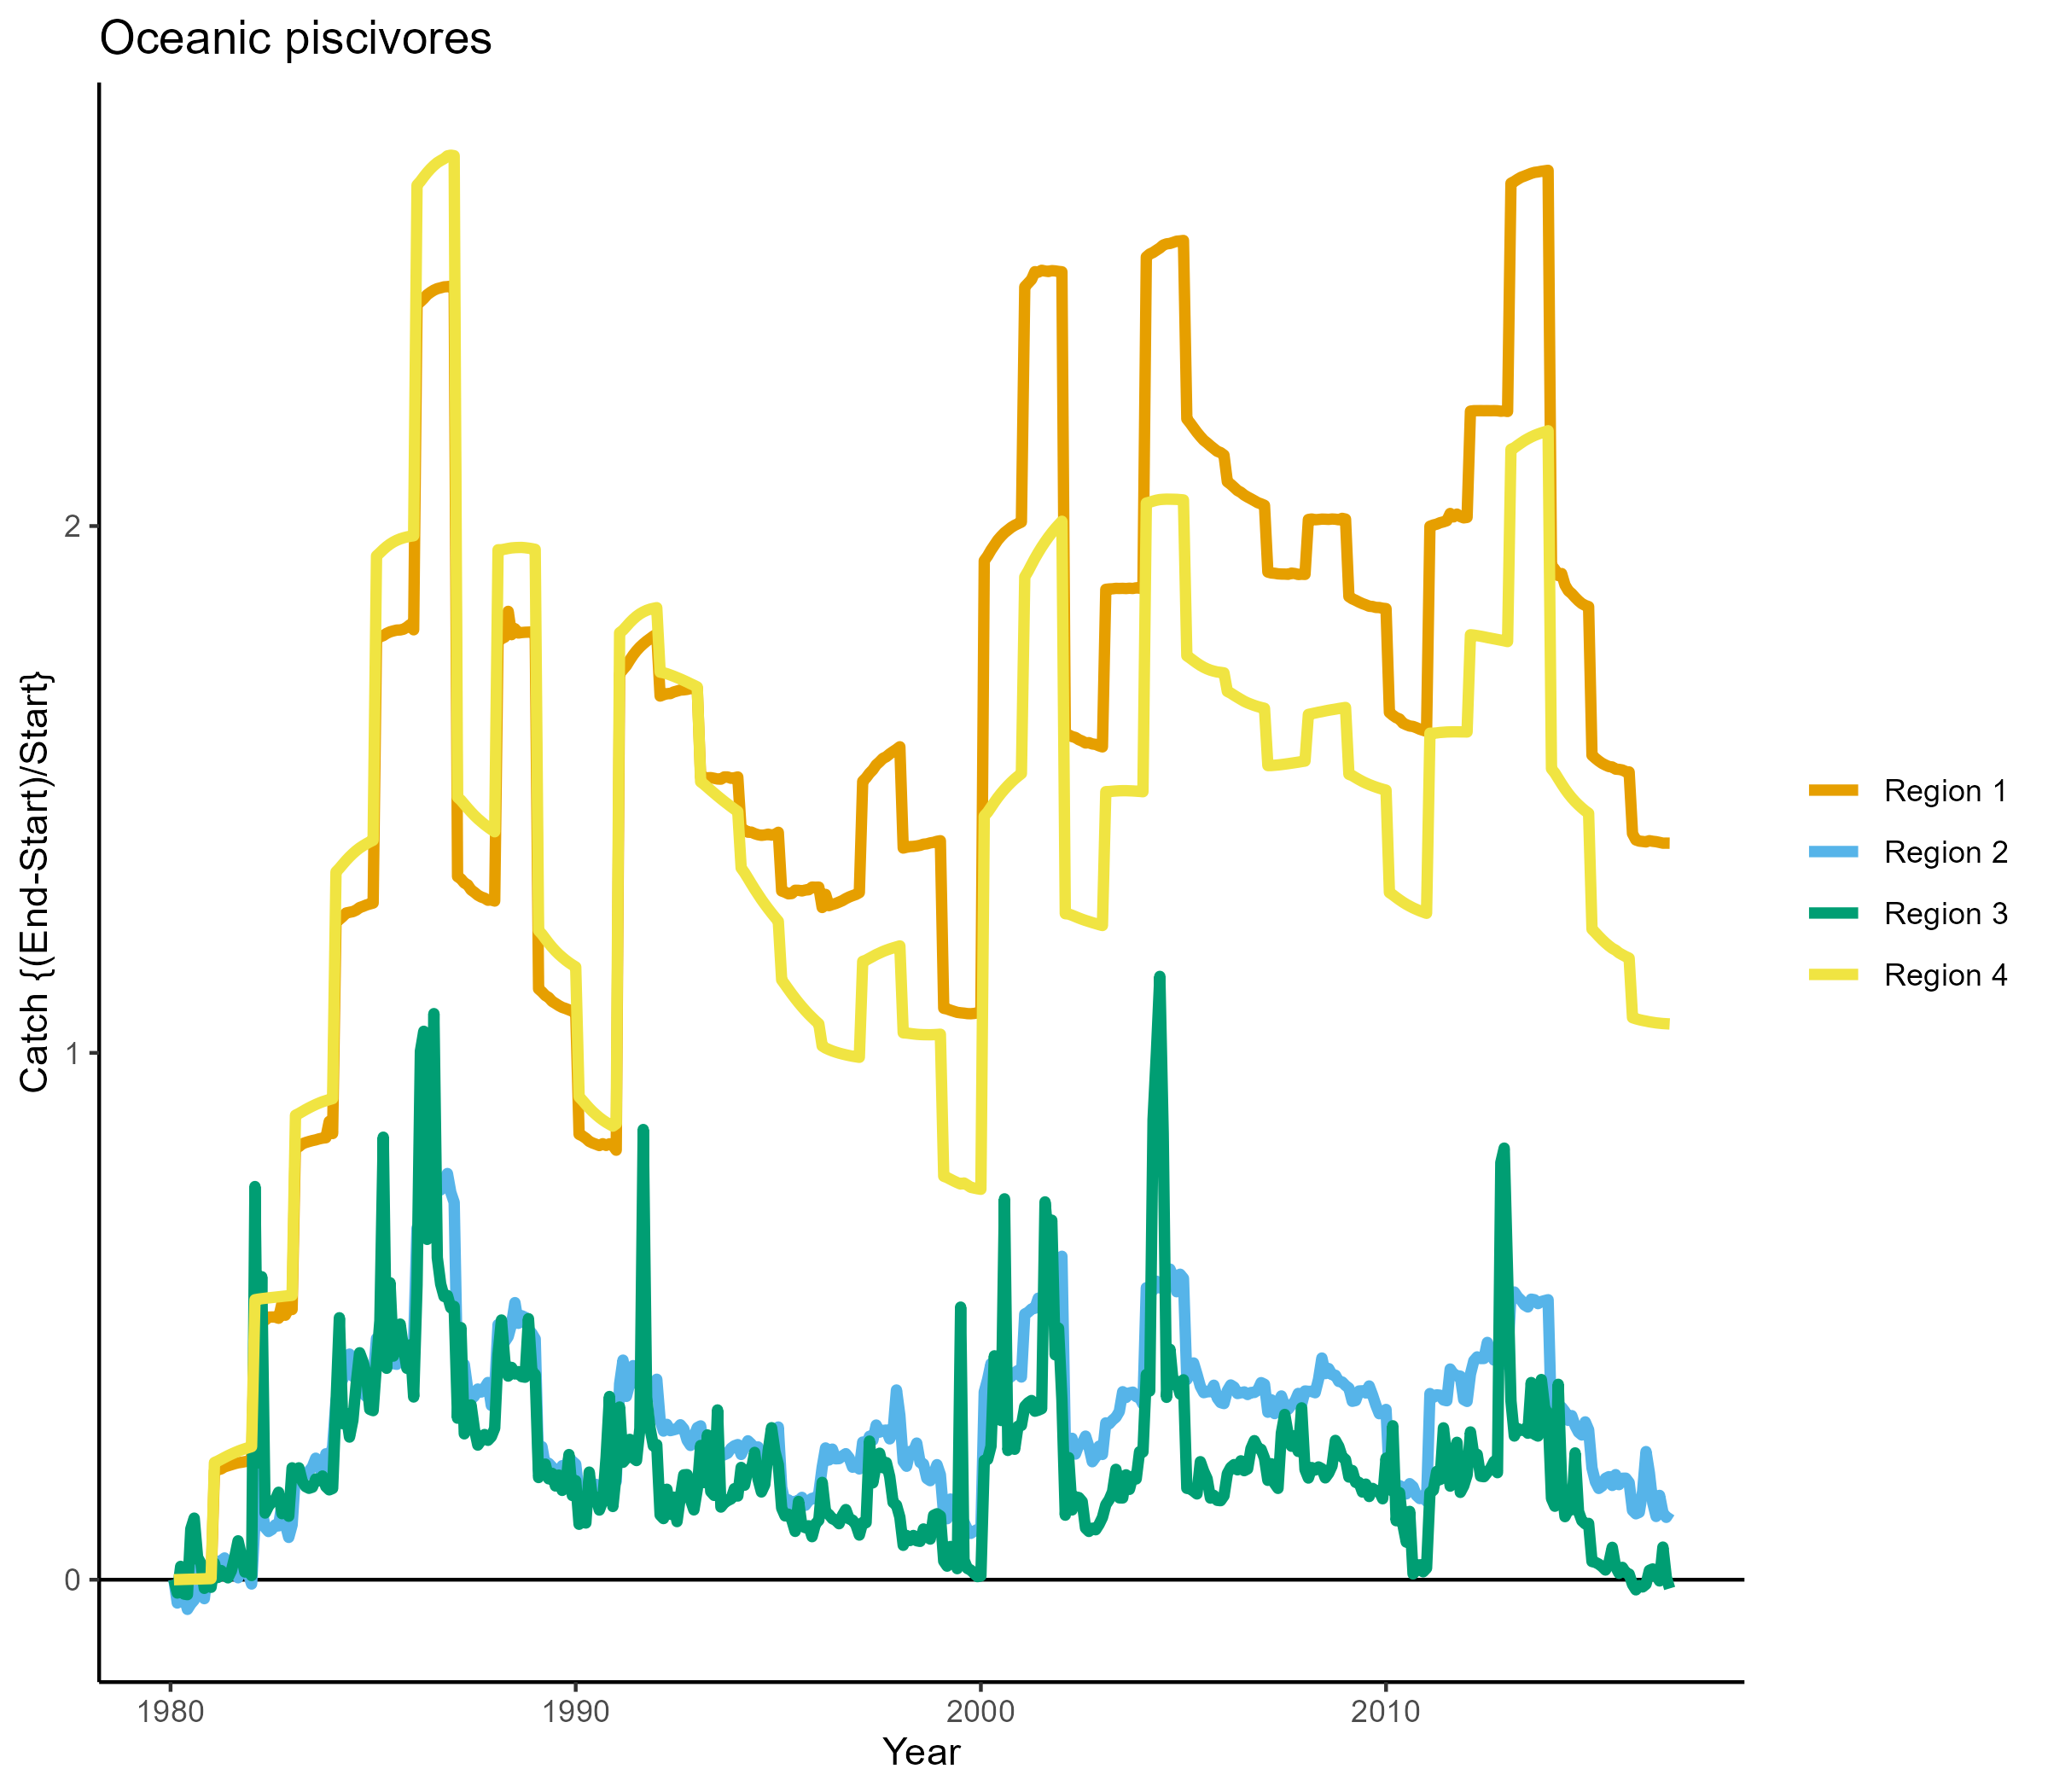 Oceanic piscivores
Catch {(End-Start)/Start}
2
1
0
1980
1990
2000
2010
Year
Region 1
Region 2
Region 3
Region 4